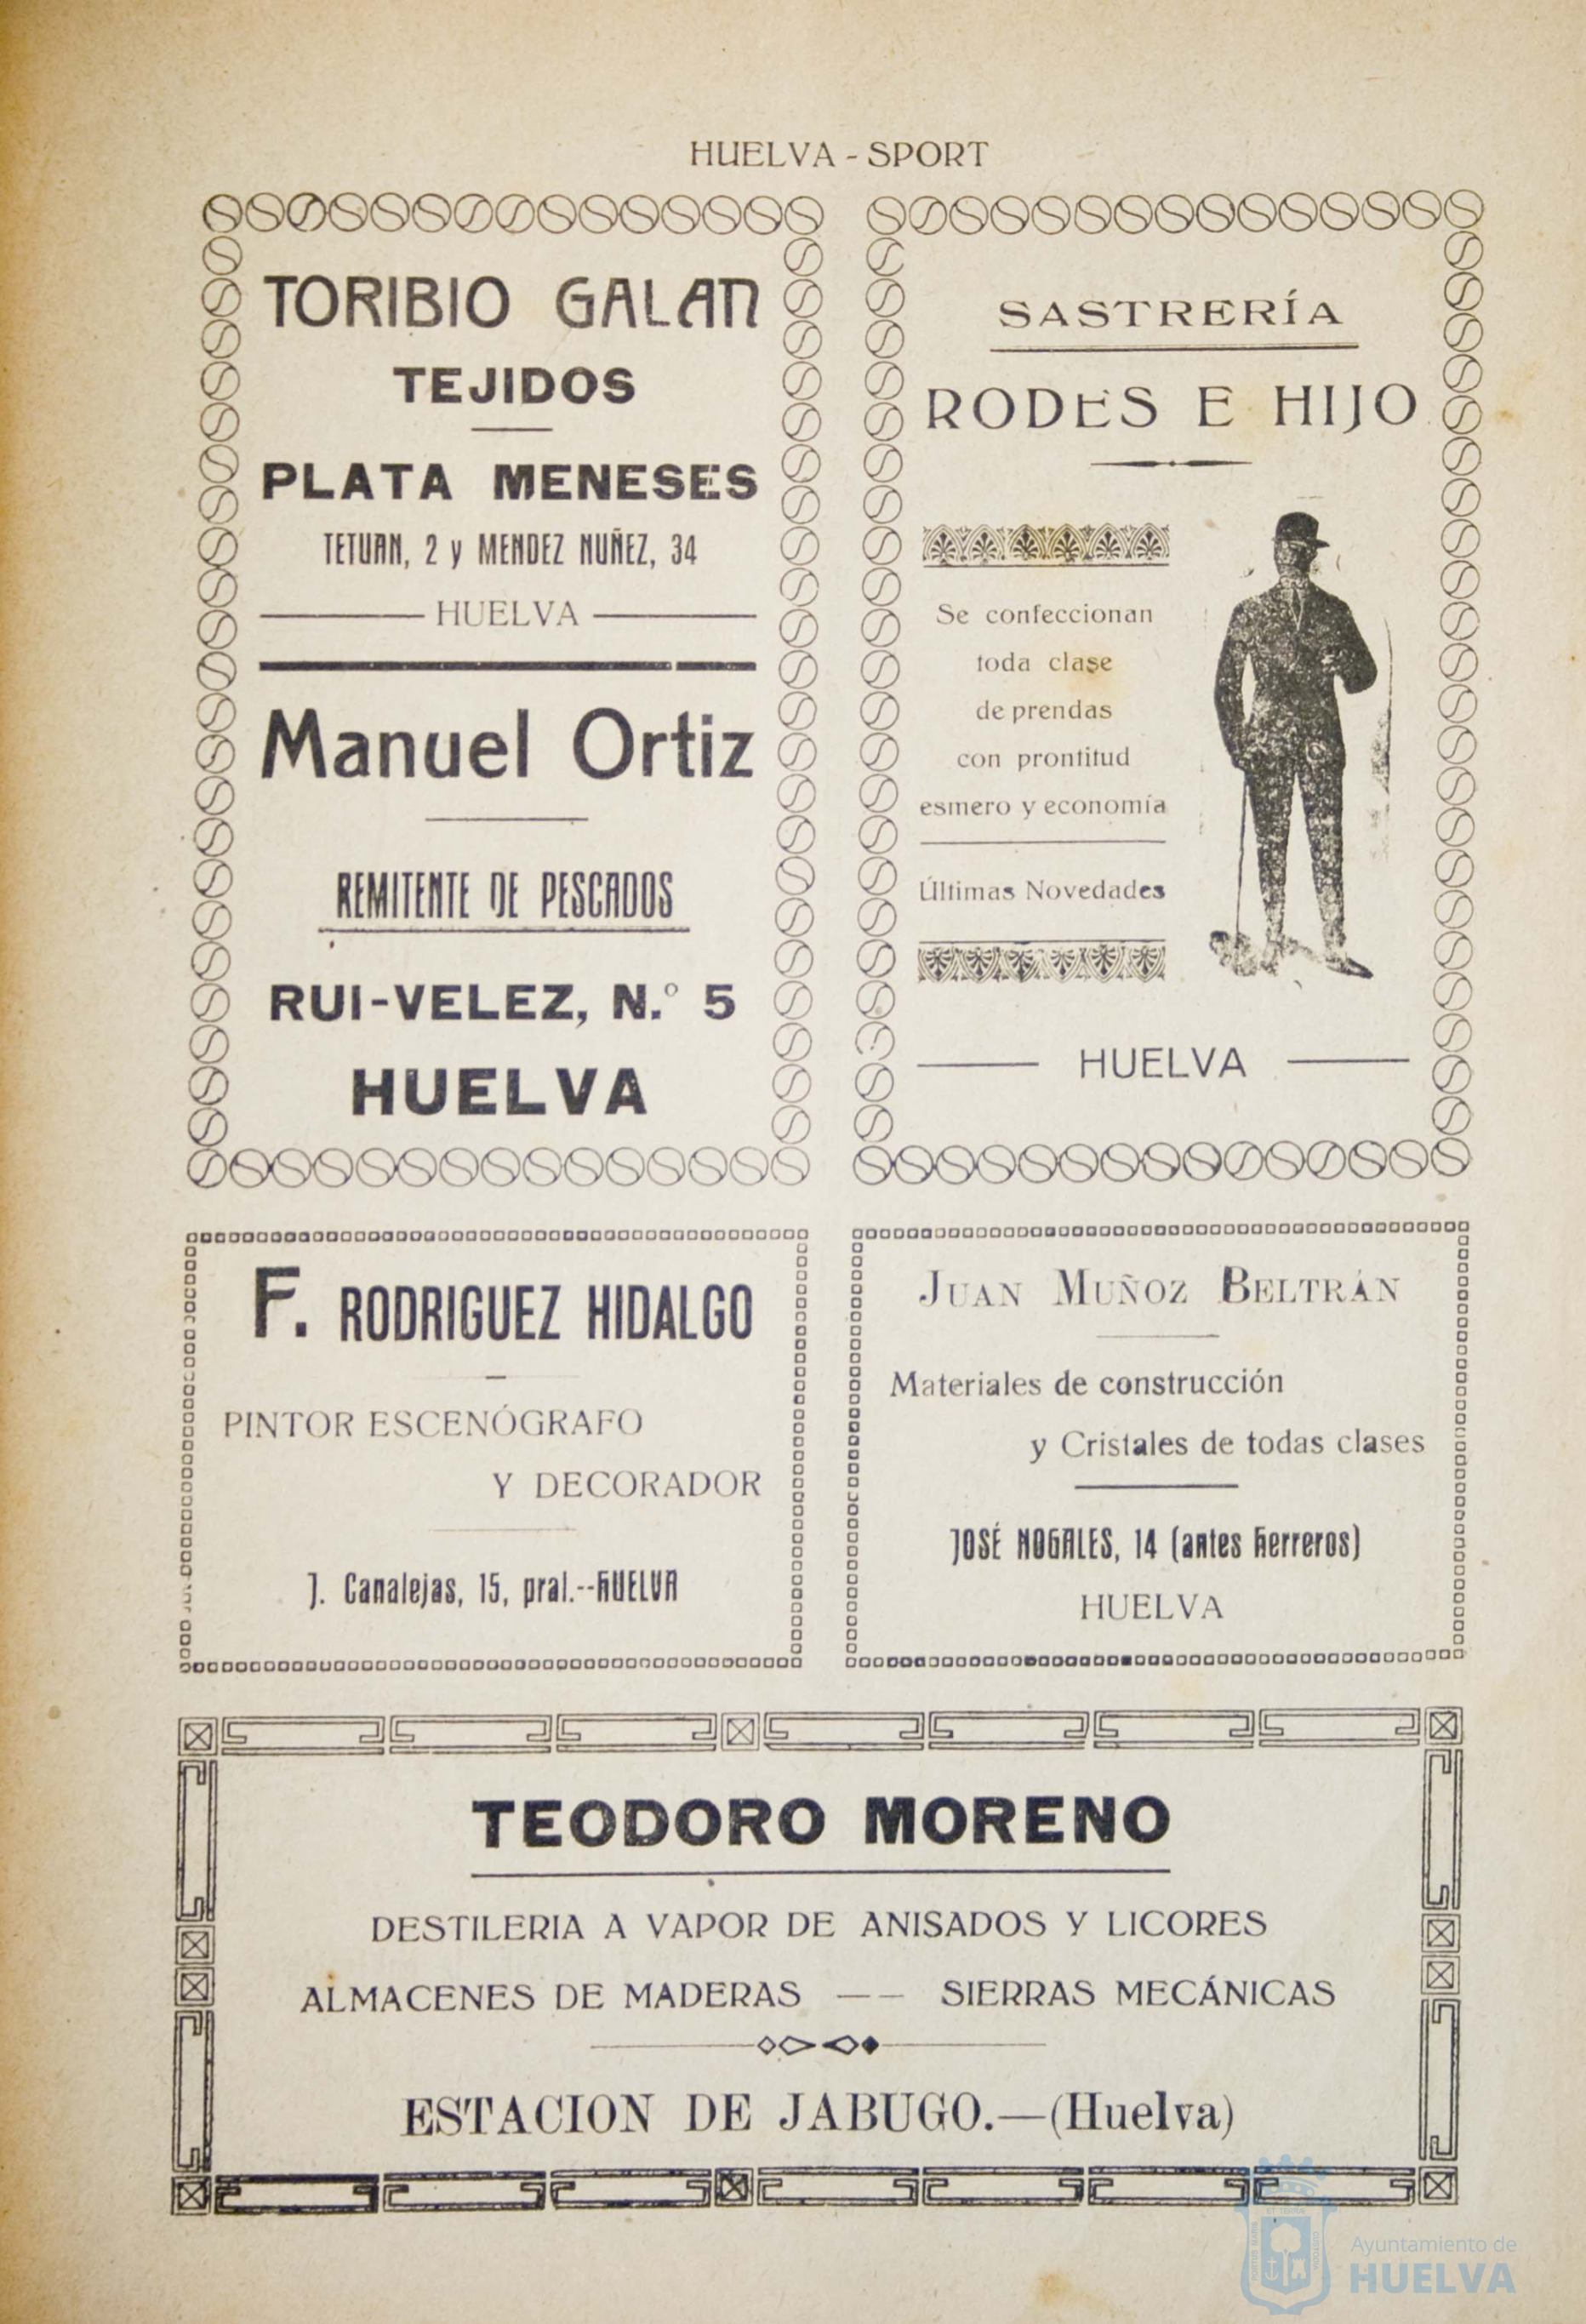 HUELVA - SPORT
TORIBIO GALAN
TEJIDOS
PLATA MENESES
TETUAN, 2 y MENDEZ NUÑEZ, 34
HUELVA
Manuel Ortiz
REMITENTE DE PESCADOS
RUI-VELEZ, N.º 5
HUELVA
SASTRERÍA
RODES E HIJO
Se confeccionan
toda clase
de prendas
con prontitud
esmero y economía
Últimas Novedades
HUELVA
F. RODRIGUEZ HIDALGO
PINTOR ESCENÓGRAFO
Y DECORADOR
J. Canalejas, 15, pral.--HUELVA
JUAN MUÑOZ BELTRÁN
Materiales de construcción
y Cristales de todas clases
JOSÉ NOGALES, 14 (antes Herreros)
HUELVA
TEODORO MORENO
DESTILERIA A VAPOR DE ANISADOS Y LICORES
ALMACENES DE MADERAS — — SIERRAS MECÁNICAS
ESTACION DE JABUGO.—(Huelva)
Ayuntamiento de
HUELVA